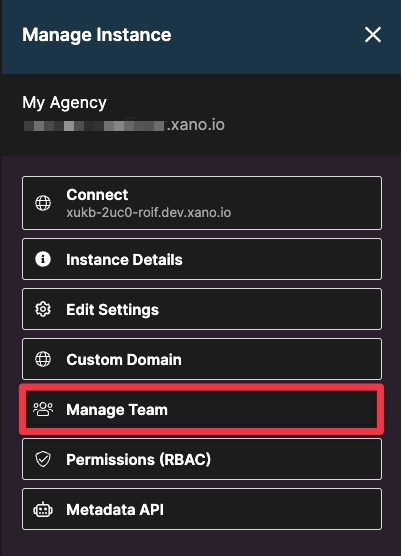 Manage Instance
My Agency
.xano.io
Connect
xukb-2uc0-roif.dev.xano.io
Instance Details
Edit Settings
Custom Domain
Manage Team
Permissions (RBAC)
Metadata API